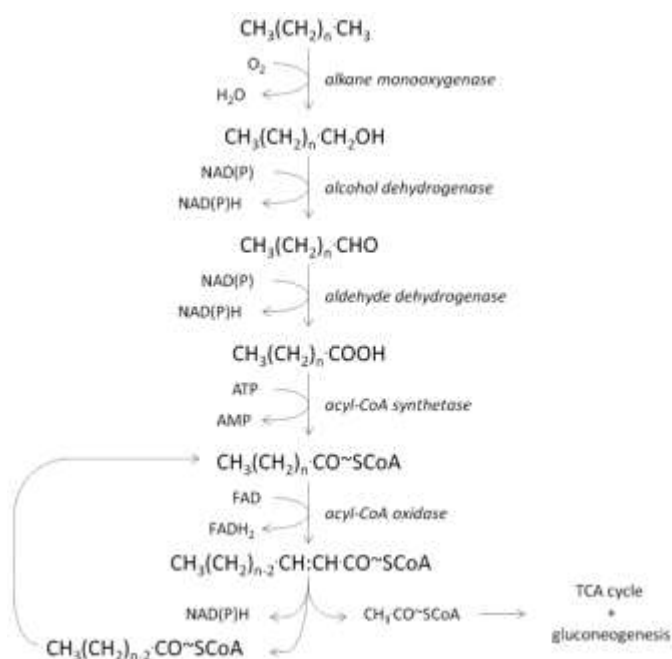 CH₃(CH₂)ₙ·CH₃
O₂
alkane monooxygenase
H₂O
CH₃(CH₂)ₙ·CH₂OH
NAD(P)
alcohol dehydrogenase
NAD(P)H
CH₃(CH₂)ₙ·CHO
NAD(P)
aldehyde dehydrogenase
NAD(P)H
CH₃(CH₂)ₙ·COOH
ATP
acyl-CoA synthetase
AMP
CH₃(CH₂)ₙ·CO~SCoA
FAD
acyl-CoA oxidase
FADH₂
CH₃(CH₂)ₙ₋₂·CH:CH·CO~SCoA
NAD(P)H
CH₃·CO~SCoA
TCA cycle
+
gluconeogenesis
CH₃(CH₂)ₙ₋₂·CO~SCoA